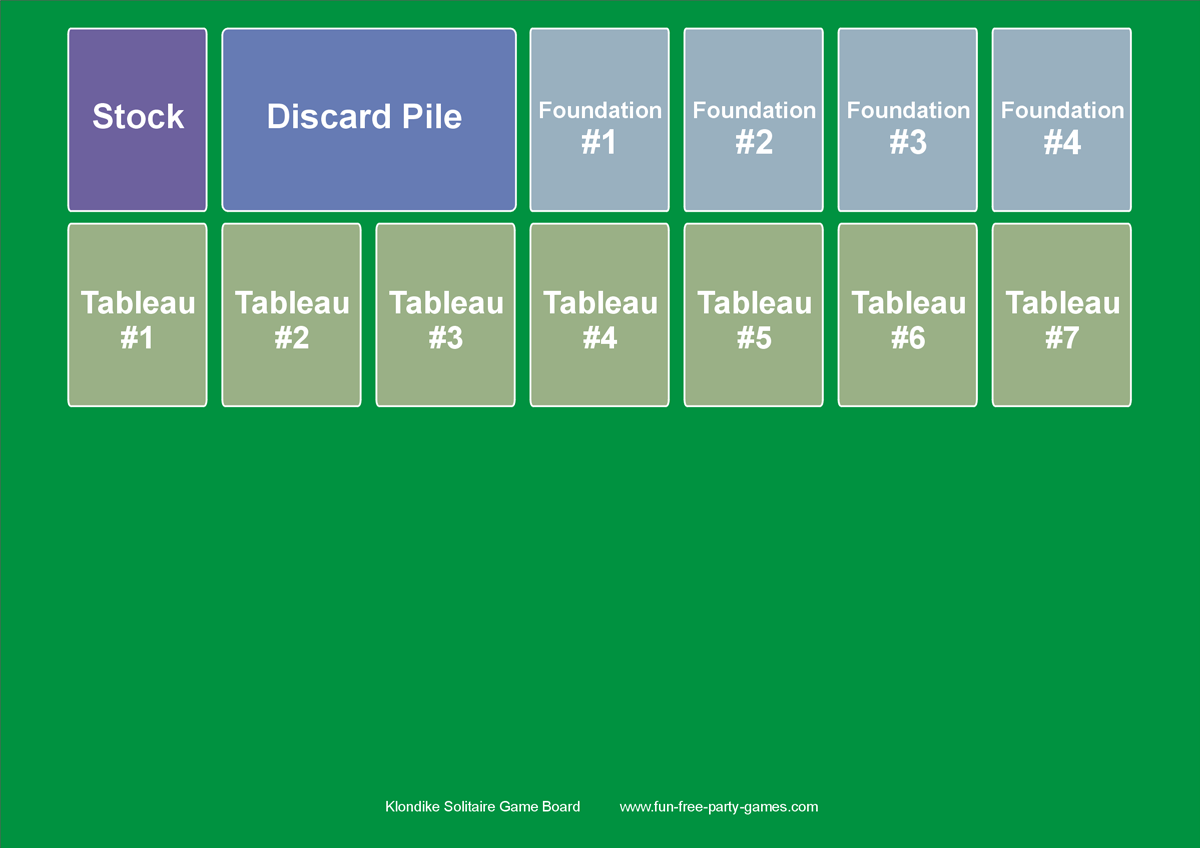 Stock
Discard Pile
Foundation
#1
Foundation
#2
Foundation
#3
Foundation
#4
Tableau
#1
Tableau
#2
Tableau
#3
Tableau
#4
Tableau
#5
Tableau
#6
Tableau
#7
Klondike Solitaire Game Board
www.fun-free-party-games.com